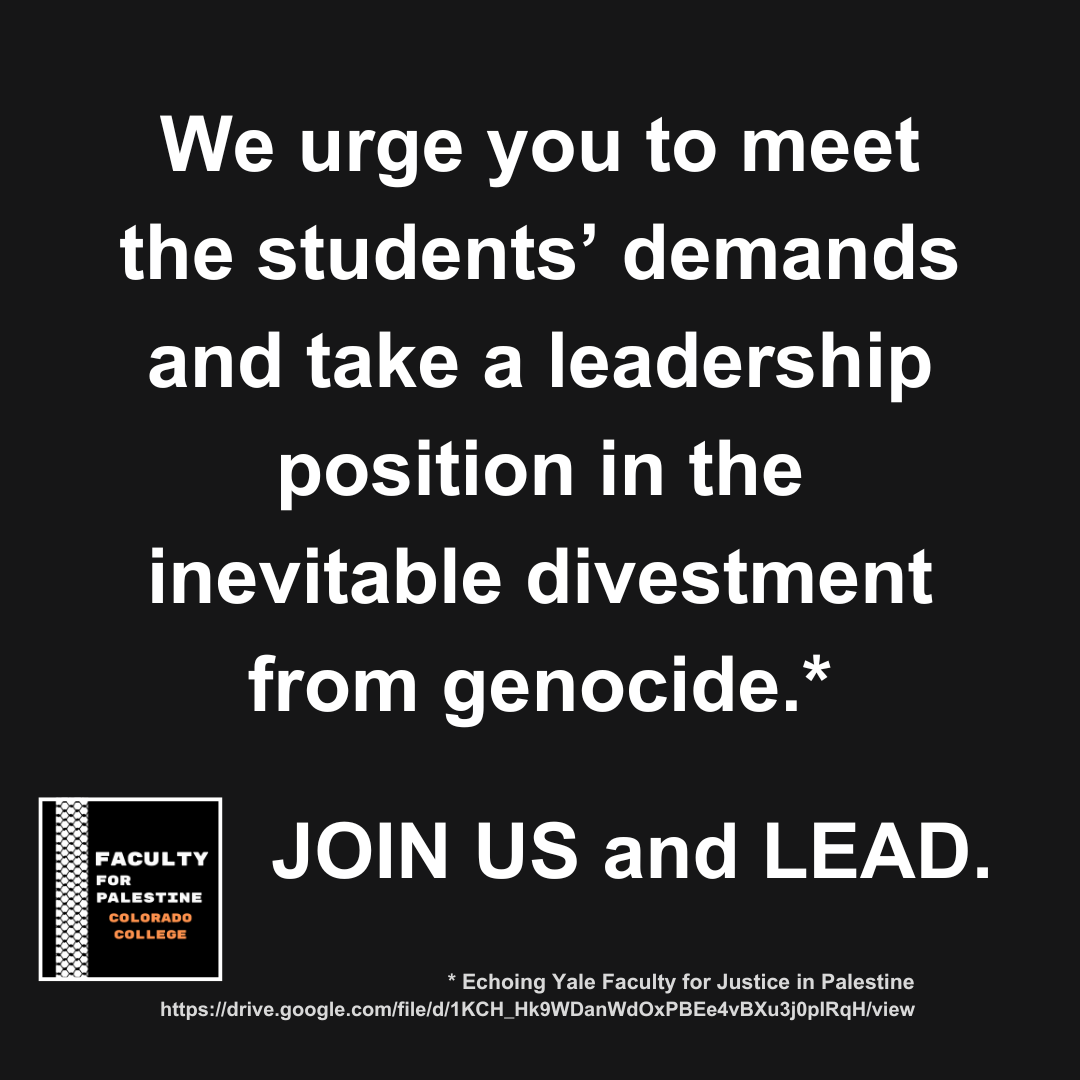 We urge you to meet
the students’ demands
and take a leadership
position in the
inevitable divestment
from genocide.*
JOIN US and LEAD.
FACULTY
FOR
PALESTINE
COLORADO
COLLEGE
* Echoing Yale Faculty for Justice in Palestine
https://drive.google.com/file/d/1KCH_Hk9WDanWdOxPBEe4vBXu3j0pIRqH/view